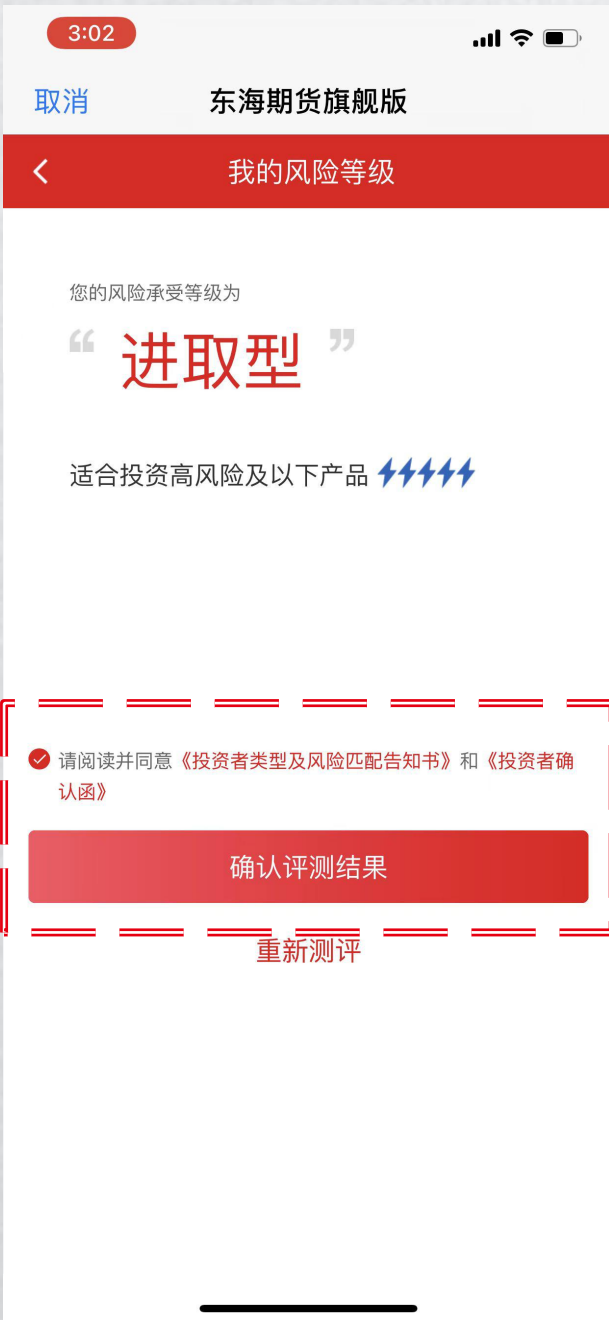 3:02
取消
东海期货旗舰版
我的风险等级
您的风险承受等级为
“ 进取型 ”
适合投资高风险及以下产品
请阅读并同意《投资者类型及风险匹配告知书》和《投资者确
认函》
确认评测结果
重新测评